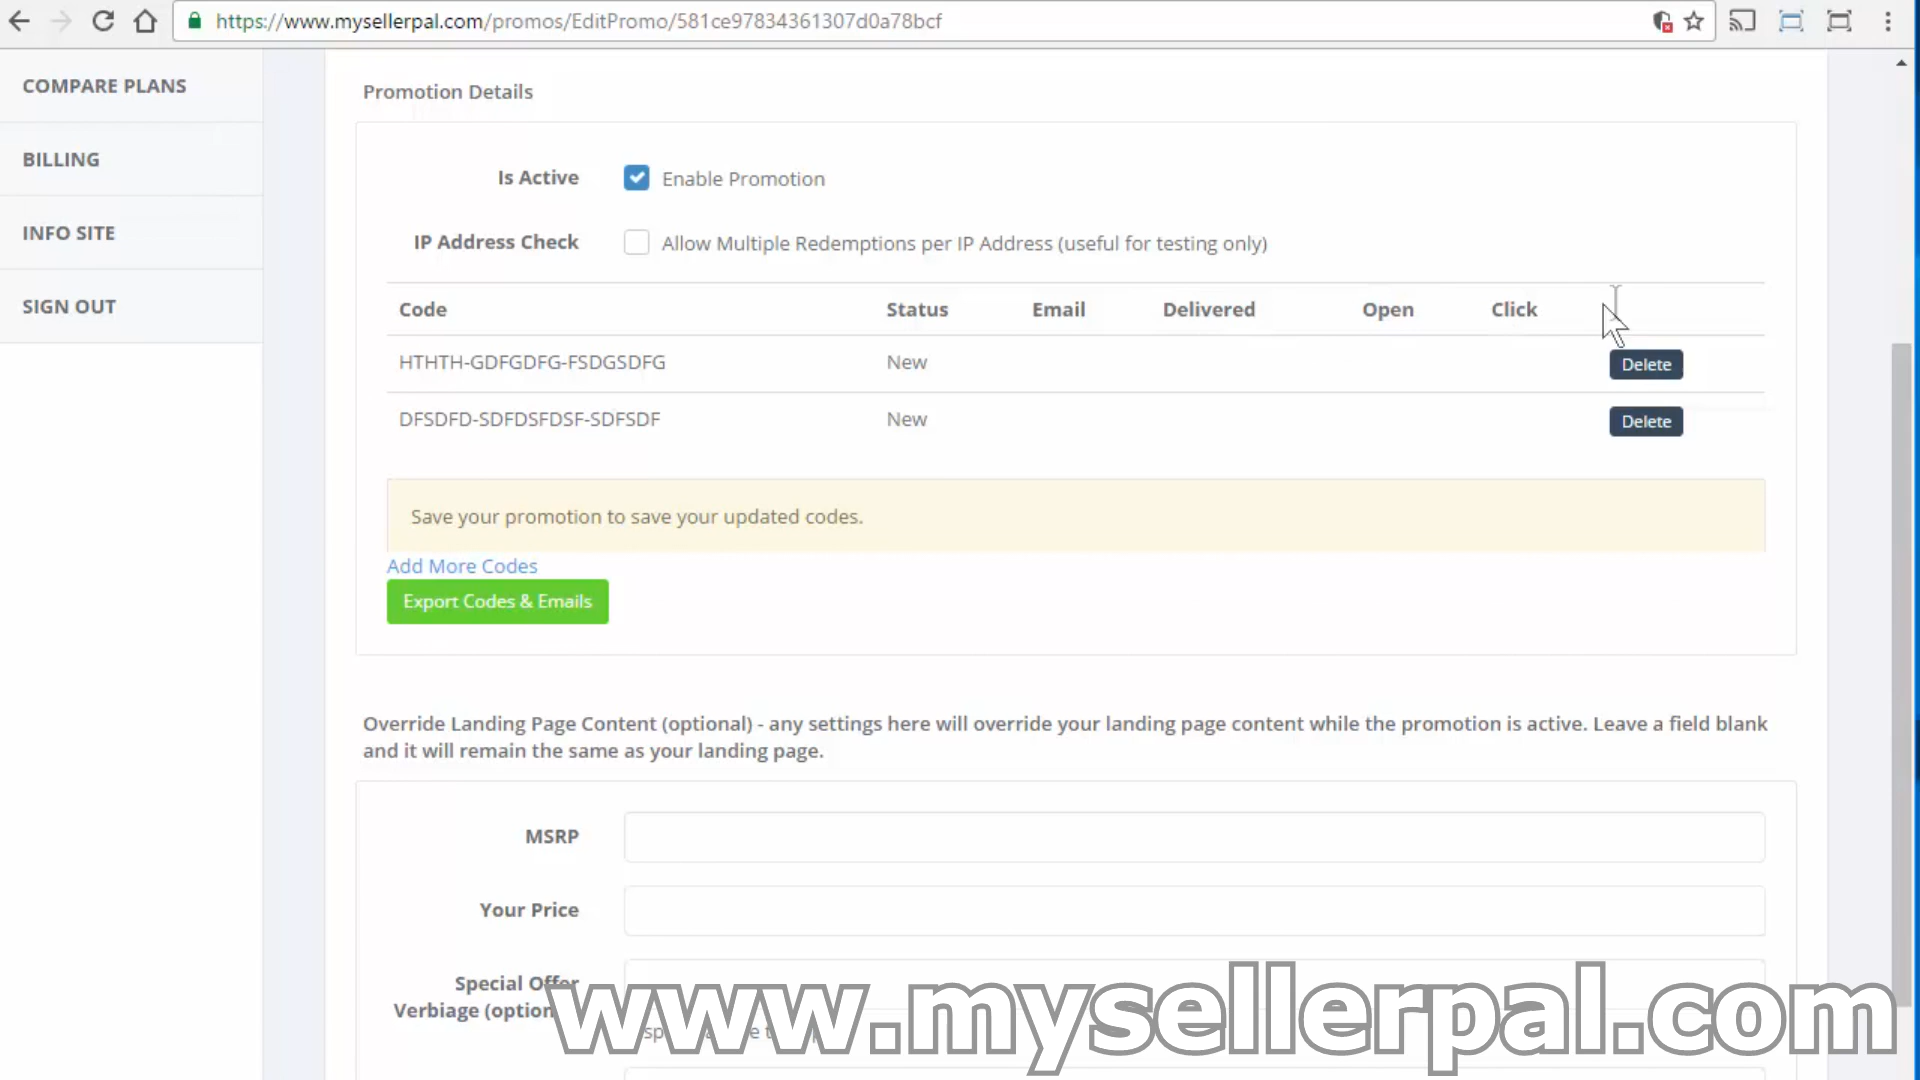 https://www.mysellerpal.com/promos/EditPromo/581ce97834361307d0a78bcf
COMPARE PLANS
BILLING
INFO SITE
SIGN OUT
Promotion Details
Is Active
Enable Promotion
IP Address Check
Allow Multiple Redemptions per IP Address (useful for testing only)
Code Status Email Delivered Open Click
HTHTH-GDFGDFG-FSDGSDFG New Delete
DFSDFD-SDFDSFDSF-SDFSDF New Delete
Save your promotion to save your updated codes.
Add More Codes
Export Codes & Emails
Override Landing Page Content (optional) - any settings here will override your landing page content while the promotion is active. Leave a field blank
and it will remain the same as your landing page.
MSRP
Your Price
Special Offer
Verbiage
www.mysellerpal.com